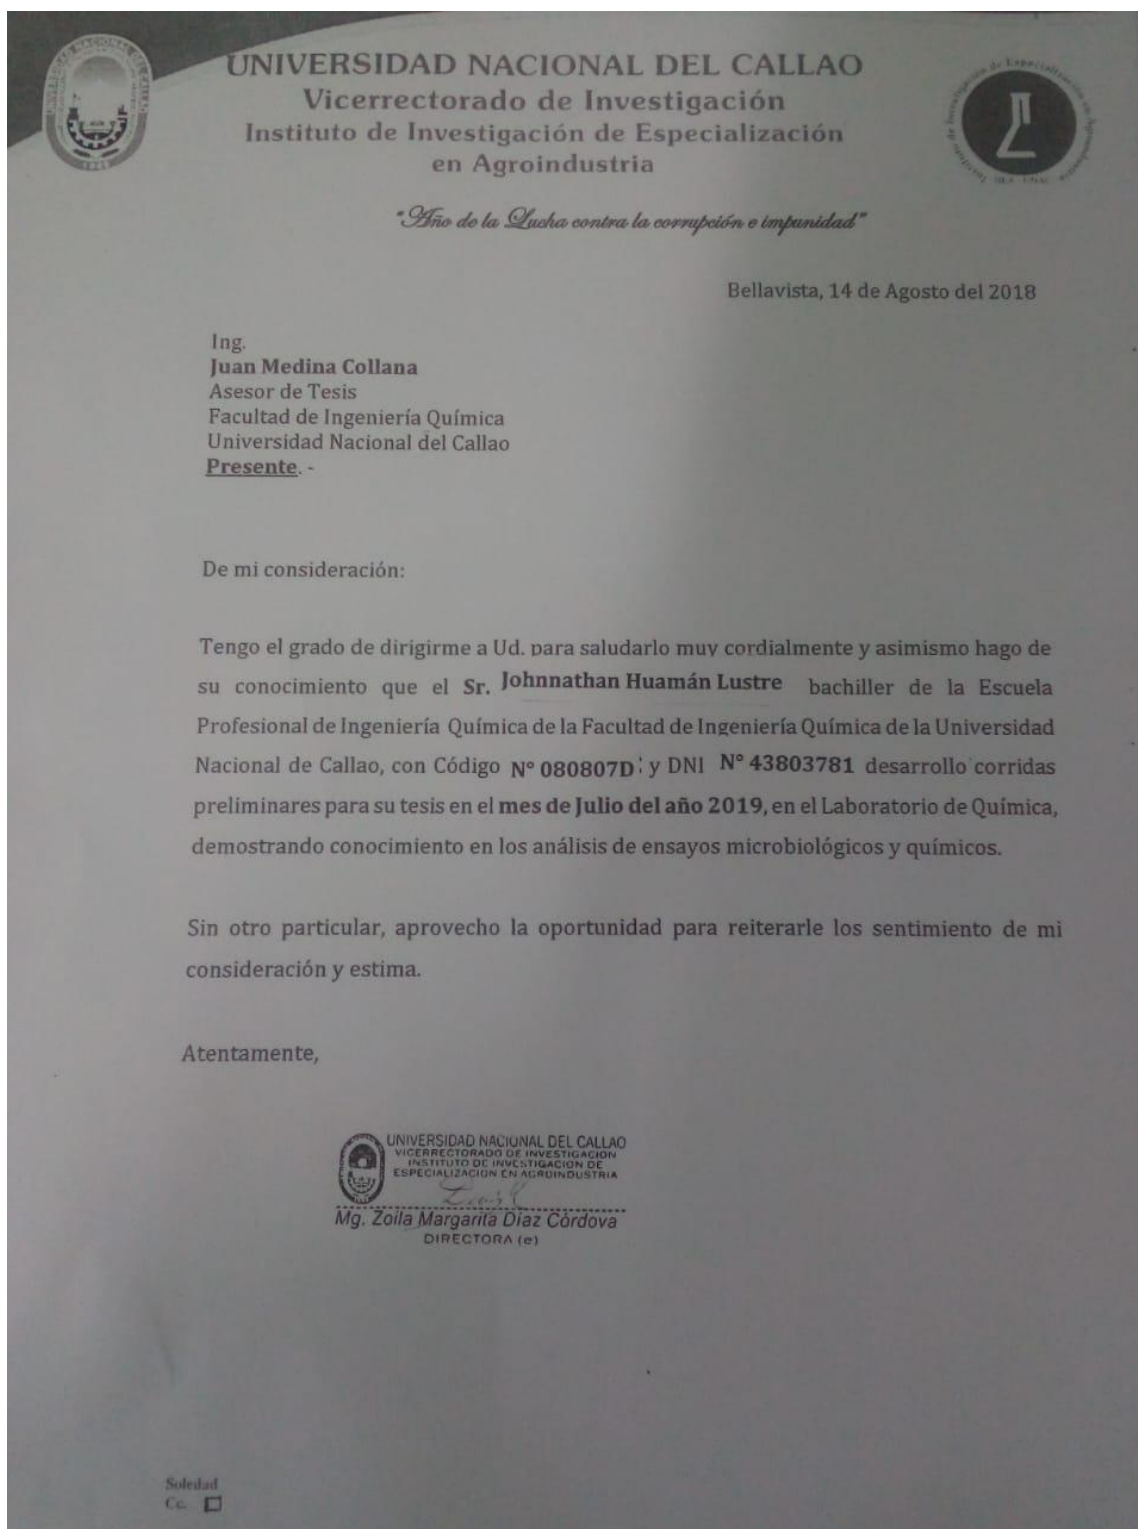 UNIVERSIDAD NACIONAL DEL CALLAO
Vicerrectorado de Investigación
Instituto de Investigación de Especialización
en Agroindustria
"Año de la Lucha contra la corrupción e impunidad"
Bellavista, 14 de Agosto del 2018
Ing.
Juan Medina Collana
Asesor de Tesis
Facultad de Ingeniería Química
Universidad Nacional del Callao
Presente. -
De mi consideración:
Tengo el grado de dirigirme a Ud. para saludarlo muy cordialmente y asimismo hago de
su conocimiento que el Sr. Johnnathan Huamán Lustre bachiller de la Escuela
Profesional de Ingeniería Química de la Facultad de Ingeniería Química de la Universidad
Nacional de Callao, con Código N° 080807D y DNI N° 43803781 desarrollo corridas
preliminares para su tesis en el mes de Julio del año 2019, en el Laboratorio de Química,
demostrando conocimiento en los análisis de ensayos microbiológicos y químicos.
Sin otro particular, aprovecho la oportunidad para reiterarle los sentimiento de mi
consideración y estima.
Atentamente,
UNIVERSIDAD NACIONAL DEL CALLAO
VICERRECTORADO DE INVESTIGACION
INSTITUTO DE INVESTIGACION DE
ESPECIALIZACION EN AGROINDUSTRIA
Mg. Zoila Margarita Díaz Córdova
DIRECTORA (e)
Soledad
Cc.